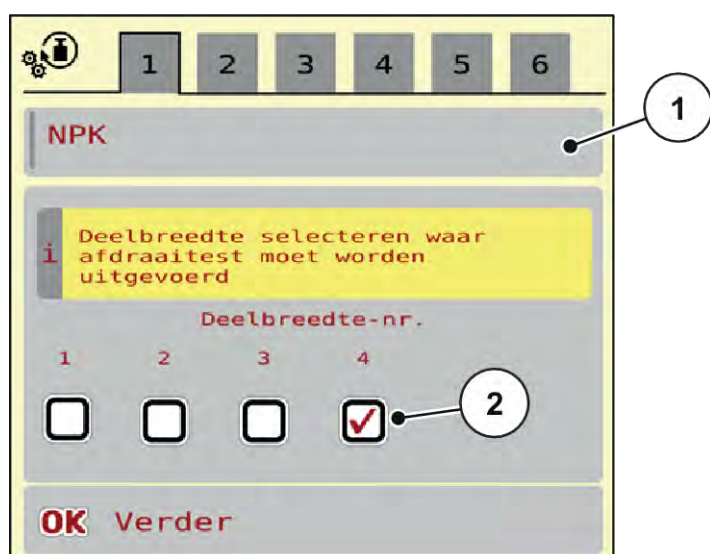 1 2 3 4 5 6
NPK
1
i
Deelbreedte selecteren waar
afdraaitest moet worden
uitgevoerd
Deelbreedte-nr.
1 2 3 4
2
OK Verder